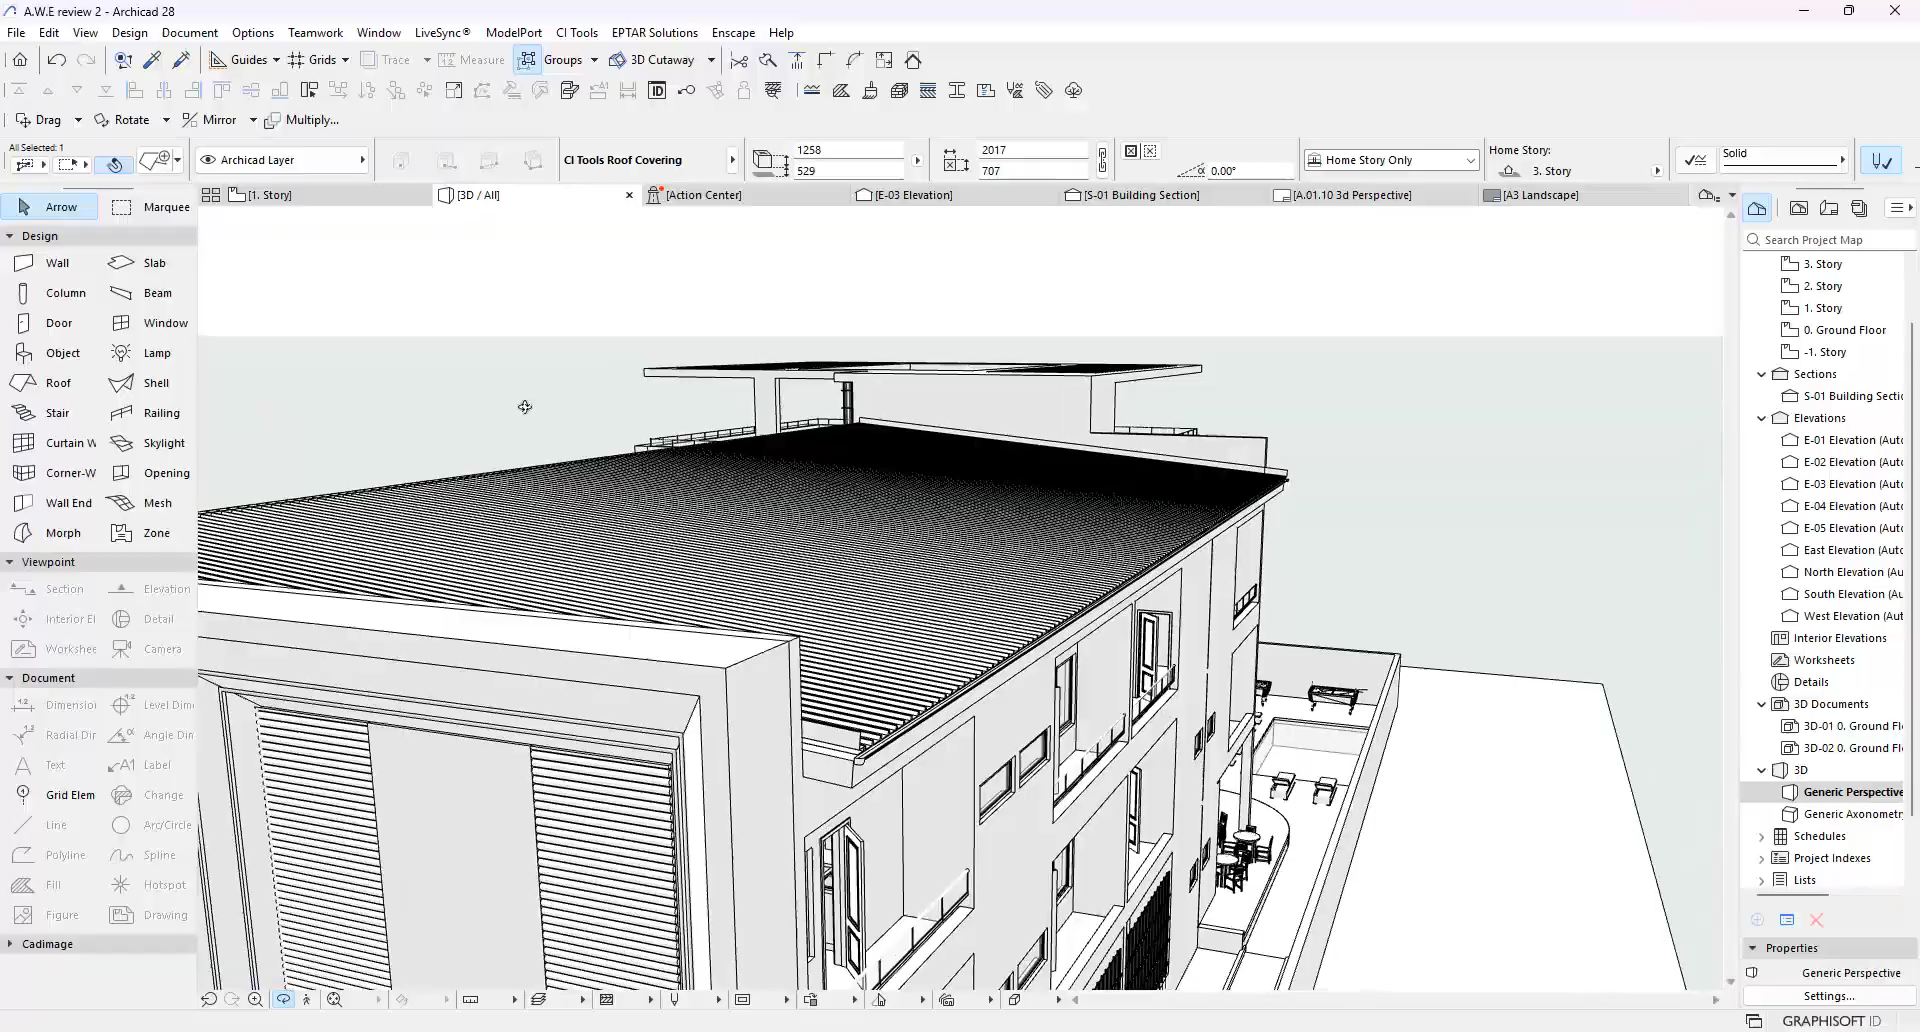 A.W.E review 2 - Archicad 28
File Edit View Design Document Options Teamwork Window LiveSync® ModelPort CI Tools EPTAR Solutions Enscape Help
Guides Grids Trace Measure Groups 3D Cutaway
ID
Drag Rotate Mirror Multiply...
All Selected: 1
Archicad Layer
CI Tools Roof Covering
1258
529
2017
707
0.00°
Home Story Only
Home Story:
3. Story
Solid
[1. Story] [3D / All] [Action Center] [E-03 Elevation] [S-01 Building Section] [A.01.10 3d Perspective] [A3 Landscape]
Arrow Marquee
Design
Wall Slab
Column Beam
Door Window
Object Lamp
Roof Shell
Stair Railing
Curtain W Skylight
Corner-W Opening
Wall End Mesh
Morph Zone
Viewpoint
Section Elevation
Interior El Detail
Workshee Camera
Document
Dimensioi Level Dim
Radial Dir Angle Dim
Text Label
Grid Elem Change
Line Arc/Circle
Polyline Spline
Fill Hotspot
Figure Drawing
Cadimage
Search Project Map
3. Story
2. Story
1. Story
0. Ground Floor
-1. Story
Sections
S-01 Building Sectio
Elevations
E-01 Elevation (Auto
E-02 Elevation (Auto
E-03 Elevation (Auto
E-04 Elevation (Auto
E-05 Elevation (Auto
East Elevation (Auto
North Elevation (Au
South Elevation (Au
West Elevation (Aut
Interior Elevations
Worksheets
Details
3D Documents
3D-01 0. Ground Fl
3D-02 0. Ground Fl
3D
Generic Perspective
Generic Axonometr
Schedules
Project Indexes
Lists
Properties
Generic Perspective
Settings...
GRAPHISOFT ID